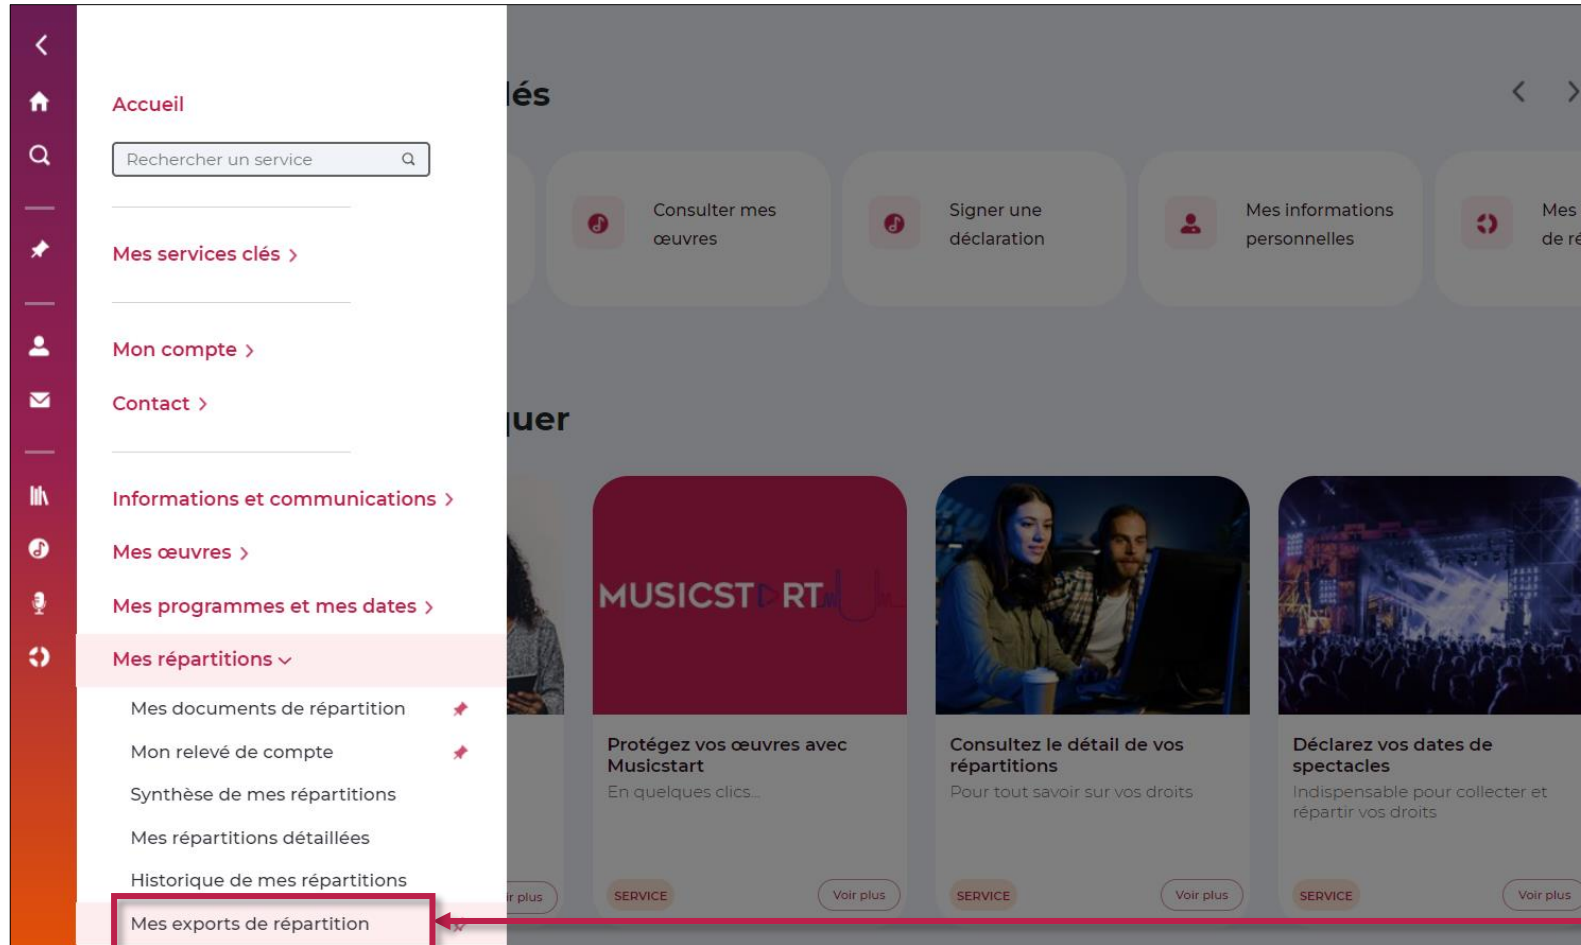 Accueil
Rechercher un service
Mes services clés
Mon compte
Contact
Informations et communications
Mes œuvres
Mes programmes et mes dates
Mes répartitions
Mes documents de répartition
Mon relevé de compte
Synthèse de mes répartitions
Mes répartitions détaillées
Historique de mes répartitions
Mes exports de répartition
lés
Consulter mes
œuvres
Signer une
déclaration
Mes informations
personnelles
Mes
de ré
quer
ir plus
MUSICSTART
Protégez vos œuvres avec
Musicstart
En quelques clics...
SERVICE
Voir plus
Consultez le détail de vos
répartitions
Pour tout savoir sur vos droits
SERVICE
Voir plus
Déclarez vos dates de
spectacles
Indispensable pour collecter et
répartir vos droits
SERVICE
Voir plus